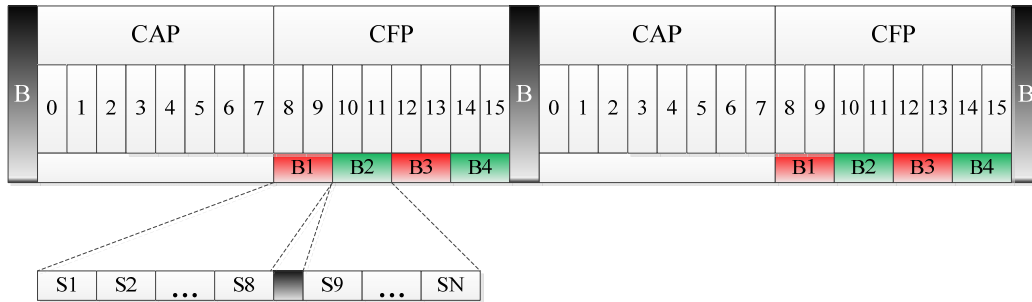 CAP CFP CAP CFP
B B B
0 1 2 3 4 5 6 7 8 9 10 11 12 13 14 15 0 1 2 3 4 5 6 7 8 9 10 11 12 13 14 15
B1 B2 B3 B4 B1 B2 B3 B4
S1 S2 ... S8 S9 ... SN